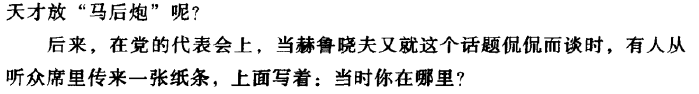 天才放“马后炮”呢?
后来，在党的代表会上，当赫鲁晓夫又就这个话题侃侃而谈时，有人从
听众席里传来一张纸条，上面写着：当时你在哪里?